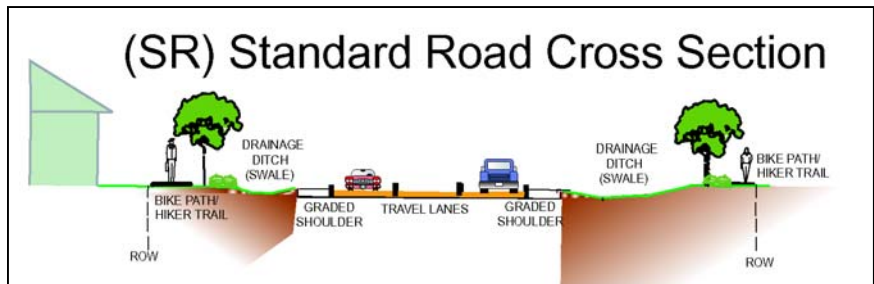 (SR) Standard Road Cross Section
DRAINAGE
DITCH
(SWALE)
DRAINAGE
DITCH
(SWALE)
BIKE PATH/
HIKER TRAIL
BIKE PATH/
HIKER TRAIL
GRADED
SHOULDER
TRAVEL LANES
GRADED
SHOULDER
ROW
ROW